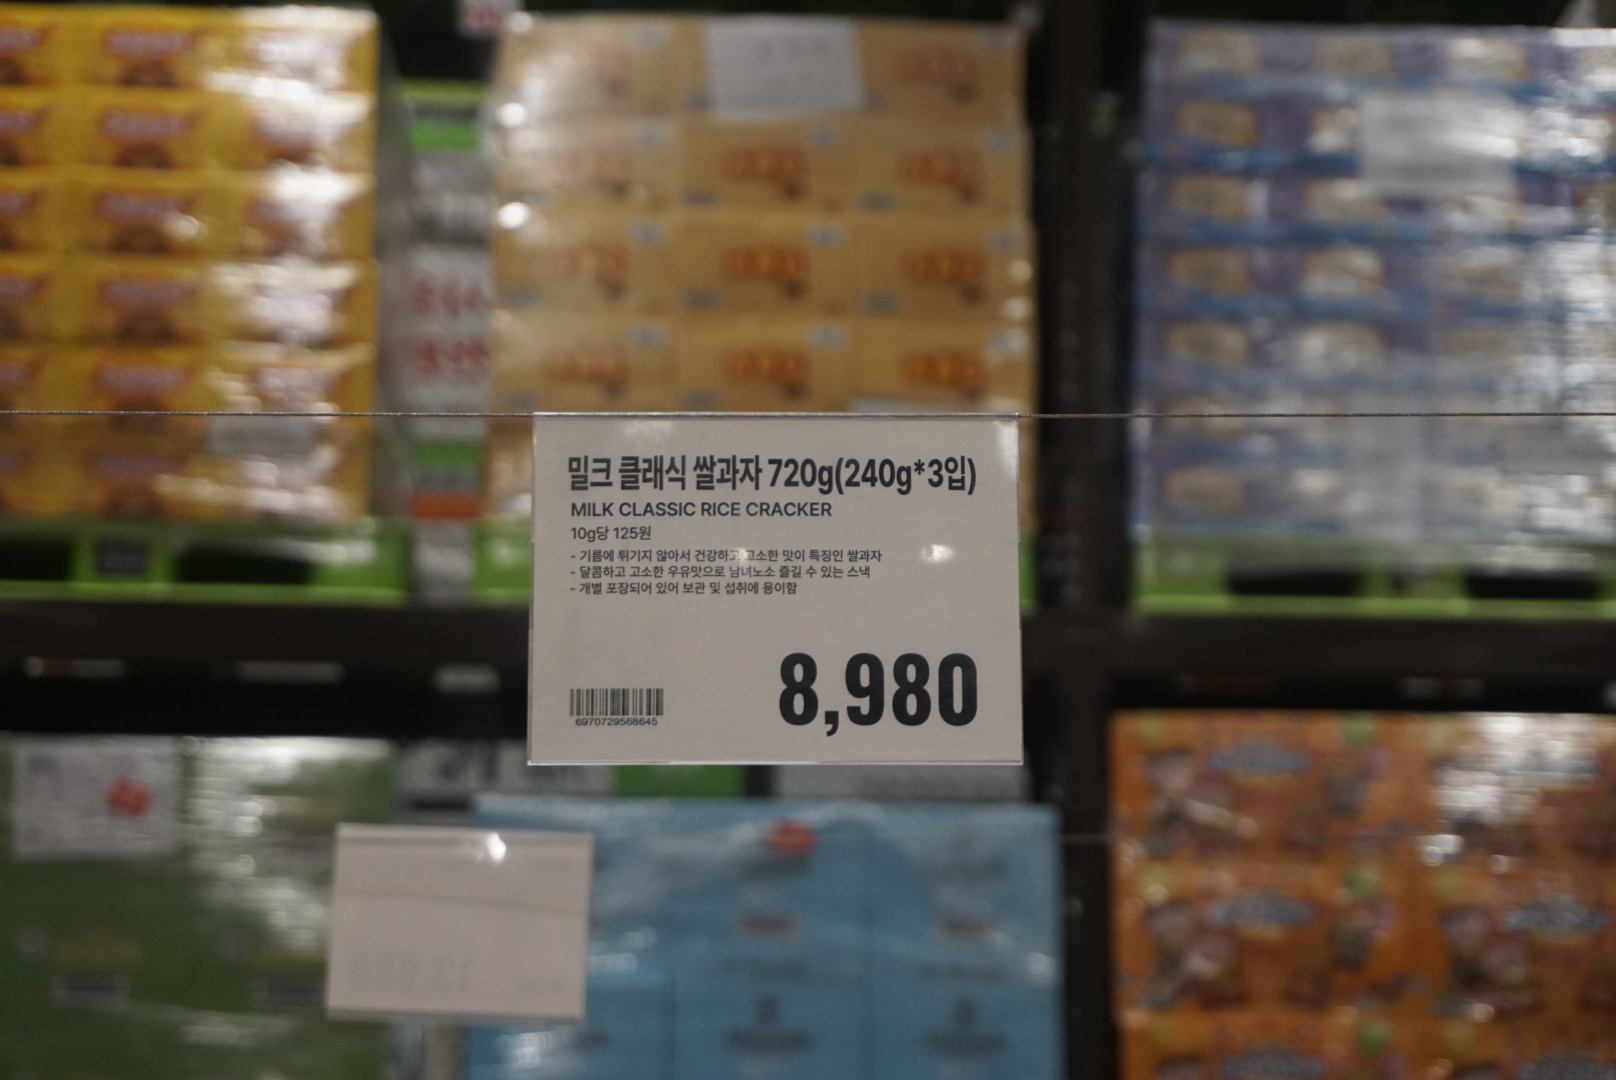 밀크 클래식 쌀과자 720g(240g*3입)
MILK CLASSIC RICE CRACKER
10g당 125원
- 기름에 튀기지 않아서 건강하고 고소한 맛이 특징인 쌀과자
- 달콤하고 고소한 우유맛으로 남녀노소 즐길 수 있는 스낵
- 개별 포장되어 있어 보관 및 섭취에 용이함
8,980
6970729568645